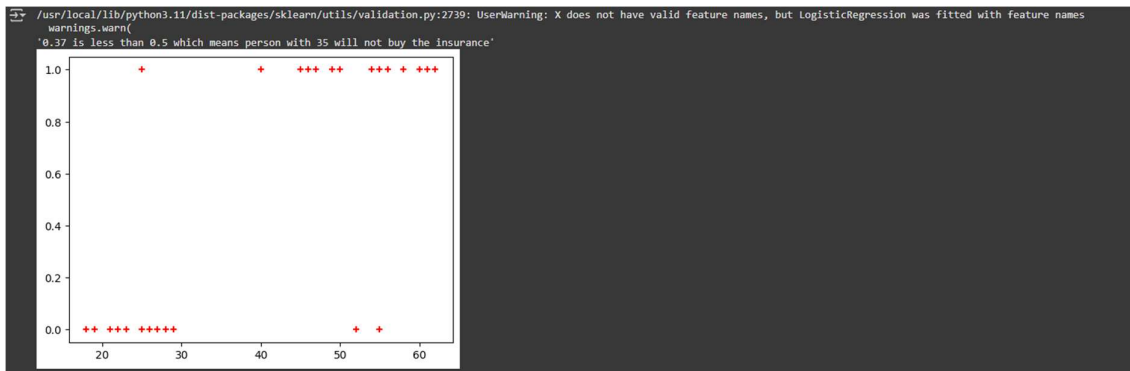 /usr/local/lib/python3.11/dist-packages/sklearn/utils/validation.py:2739: UserWarning: X does not have valid feature names, but LogisticRegression was fitted with feature names
warnings.warn(
'0.37 is less than 0.5 which means person with 35 will not buy the insurance'
1.0
0.8
0.6
0.4
0.2
0.0
20 30 40 50 60